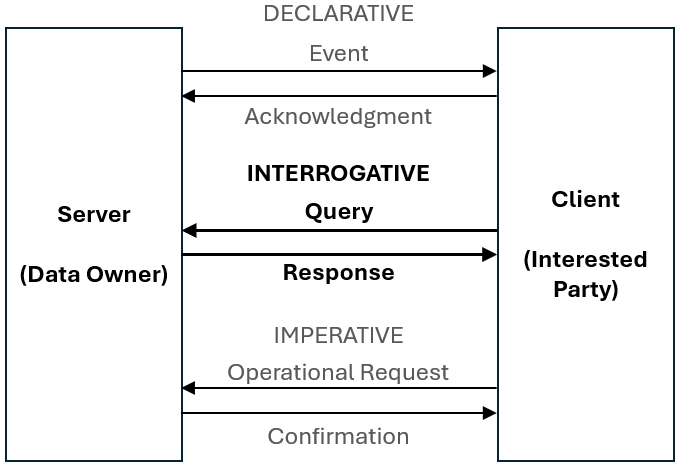 DECLARATIVE
Event
Acknowledgment
INTERROGATIVE
Query
Response
IMPERATIVE
Operational Request
Confirmation
Server
(Data Owner)
Client
(Interested
Party)